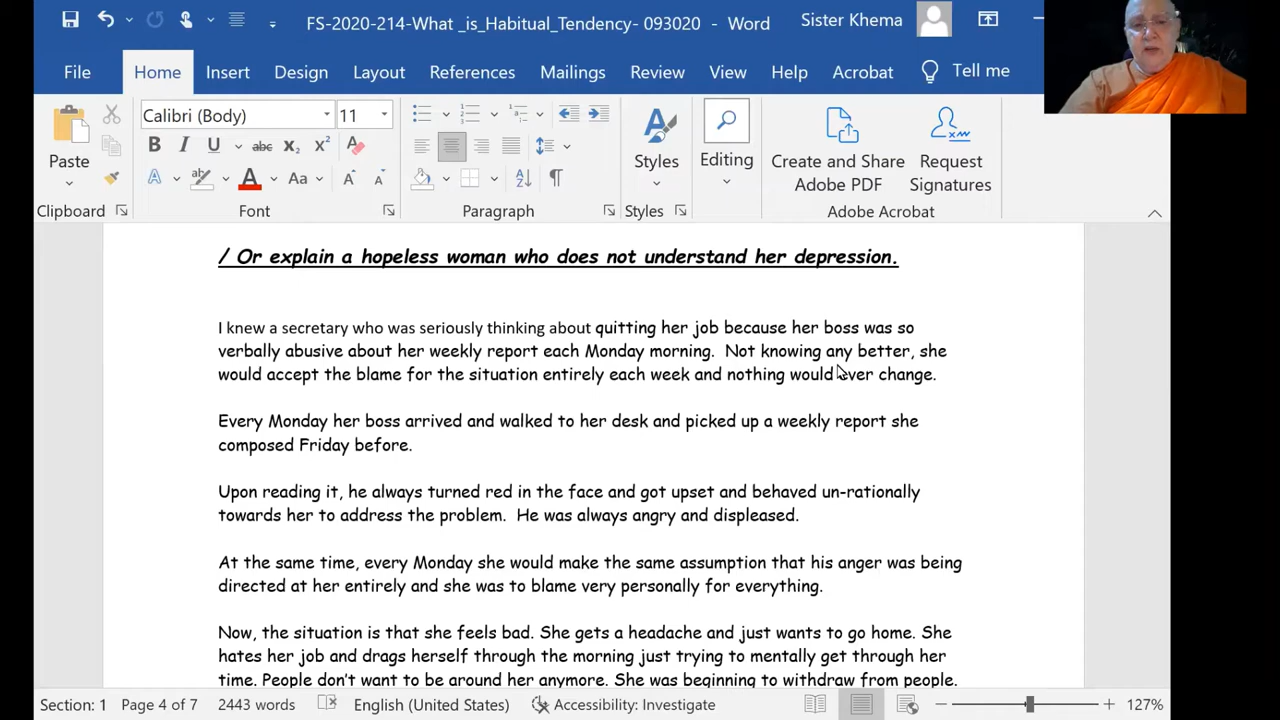 FS-2020-214-What _is_Habitual_Tendency- 093020 - Word
Sister Khema
File Home Insert Design Layout References Mailings Review View Help Acrobat Tell me
Calibri (Body) 11
B I U abc x₂ x²
A A Aa A A
Paste
Styles
Editing
Create and Share Adobe PDF
Request Signatures
Clipboard Font Paragraph Styles Adobe Acrobat
/ Or explain a hopeless woman who does not understand her depression.
I knew a secretary who was seriously thinking about quitting her job because her boss was so
verbally abusive about her weekly report each Monday morning. Not knowing any better, she
would accept the blame for the situation entirely each week and nothing would ever change.
Every Monday her boss arrived and walked to her desk and picked up a weekly report she
composed Friday before.
Upon reading it, he always turned red in the face and got upset and behaved un-rationally
towards her to address the problem. He was always angry and displeased.
At the same time, every Monday she would make the same assumption that his anger was being
directed at her entirely and she was to blame very personally for everything.
Now, the situation is that she feels bad. She gets a headache and just wants to go home. She
hates her job and drags herself through the morning just trying to mentally get through her
time. People don't want to be around her anymore. She was beginning to withdraw from people.
Section: 1 Page 4 of 7 2443 words English (United States) Accessibility: Investigate 127%